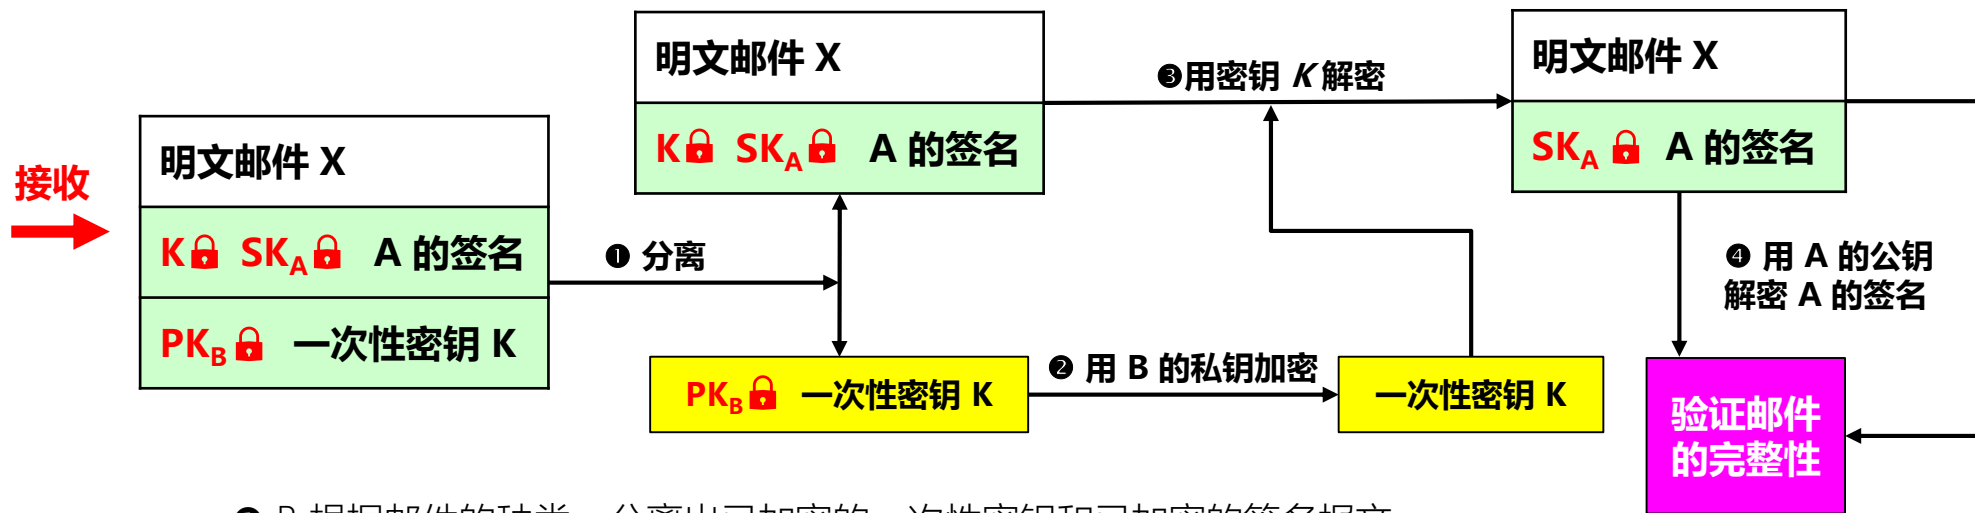 接收
明文邮件 X
K SKA A 的签名
PKB 一次性密钥 K
❶ 分离
明文邮件 X
K SKA A 的签名
PKB 一次性密钥 K
❷ 用 B 的私钥加密
一次性密钥 K
❸用密钥 K 解密
明文邮件 X
SKA A 的签名
❹ 用 A 的公钥
解密 A 的签名
验证邮件
的完整性